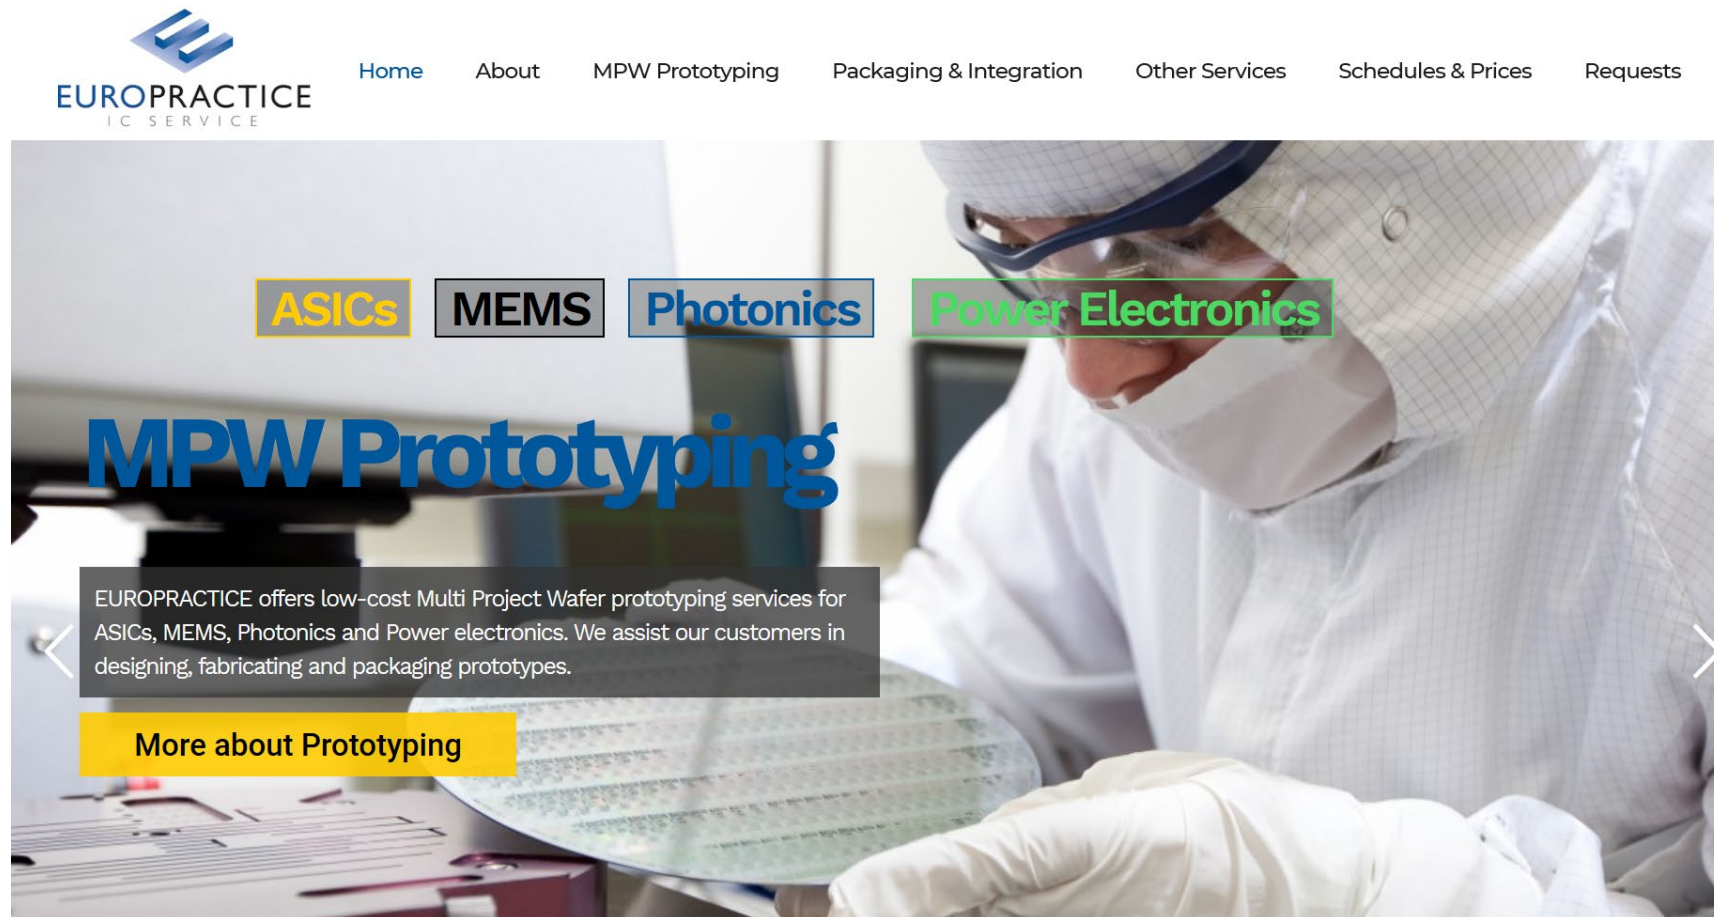 EUROPRACTICE
IC SERVICE
Home About MPW Prototyping Packaging & Integration Other Services Schedules & Prices Requests
ASICs MEMS Photonics Power Electronics
MPW Prototyping
EUROPRACTICE offers low-cost Multi Project Wafer prototyping services for
ASICs, MEMS, Photonics and Power electronics. We assist our customers in
designing, fabricating and packaging prototypes.
More about Prototyping